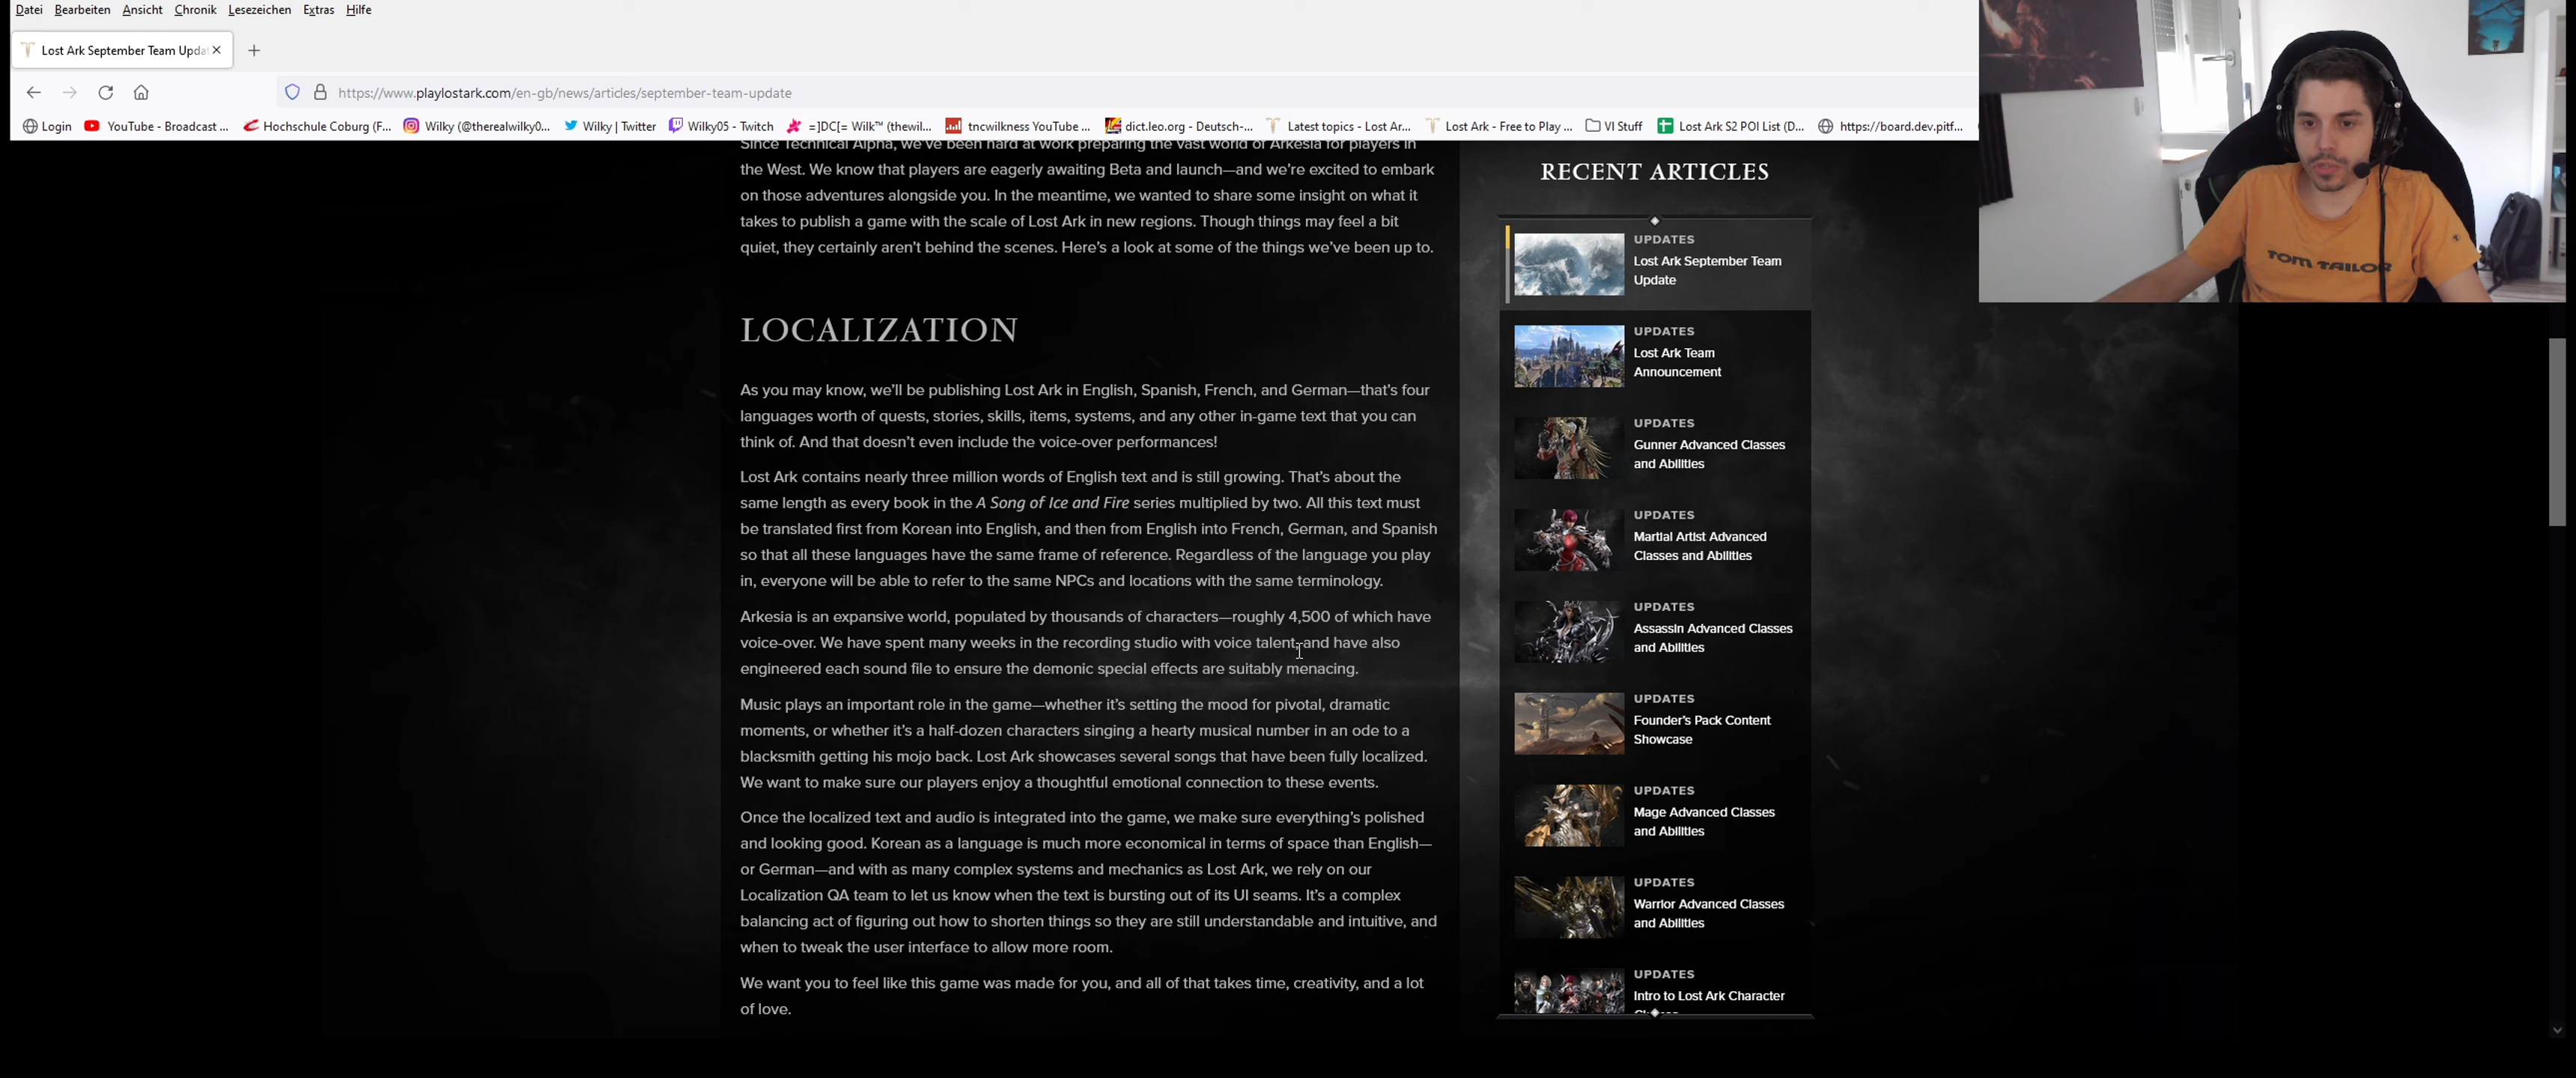 Datei Bearbeiten Ansicht Chronik Lesezeichen Extras Hilfe
Lost Ark September Team Upda
https://www.playlostark.com/en-gb/news/articles/september-team-update
Login YouTube - Broadcast ... Hochschule Coburg (F... Wilky (@therealwilky0... Wilky | Twitter Wilky05 - Twitch =]DC[= Wilk™ (thewil... tncwilkness YouTube ... dict.leo.org - Deutsch-... Latest topics - Lost Ar... Lost Ark - Free to Play ... VI Stuff Lost Ark S2 POI List (D... https://board.dev.pitf...
Since Technical Alpha, we've been hard at work preparing the vast world of Arkesia for players in
the West. We know that players are eagerly awaiting Beta and launch—and we're excited to embark
on those adventures alongside you. In the meantime, we wanted to share some insight on what it
takes to publish a game with the scale of Lost Ark in new regions. Though things may feel a bit
quiet, they certainly aren't behind the scenes. Here's a look at some of the things we've been up to.
LOCALIZATION
As you may know, we'll be publishing Lost Ark in English, Spanish, French, and German—that's four
languages worth of quests, stories, skills, items, systems, and any other in-game text that you can
think of. And that doesn't even include the voice-over performances!
Lost Ark contains nearly three million words of English text and is still growing. That's about the
same length as every book in the A Song of Ice and Fire series multiplied by two. All this text must
be translated first from Korean into English, and then from English into French, German, and Spanish
so that all these languages have the same frame of reference. Regardless of the language you play
in, everyone will be able to refer to the same NPCs and locations with the same terminology.
Arkesia is an expansive world, populated by thousands of characters—roughly 4,500 of which have
voice-over. We have spent many weeks in the recording studio with voice talent, and have also
engineered each sound file to ensure the demonic special effects are suitably menacing.
Music plays an important role in the game—whether it's setting the mood for pivotal, dramatic
moments, or whether it's a half-dozen characters singing a hearty musical number in an ode to a
blacksmith getting his mojo back. Lost Ark showcases several songs that have been fully localized.
We want to make sure our players enjoy a thoughtful emotional connection to these events.
Once the localized text and audio is integrated into the game, we make sure everything's polished
and looking good. Korean as a language is much more economical in terms of space than English—
or German—and with as many complex systems and mechanics as Lost Ark, we rely on our
Localization QA team to let us know when the text is bursting out of its UI seams. It's a complex
balancing act of figuring out how to shorten things so they are still understandable and intuitive, and
when to tweak the user interface to allow more room.
We want you to feel like this game was made for you, and all of that takes time, creativity, and a lot
of love.
RECENT ARTICLES
UPDATES
Lost Ark September Team
Update
UPDATES
Lost Ark Team
Announcement
UPDATES
Gunner Advanced Classes
and Abilities
UPDATES
Martial Artist Advanced
Classes and Abilities
UPDATES
Assassin Advanced Classes
and Abilities
UPDATES
Founder's Pack Content
Showcase
UPDATES
Mage Advanced Classes
and Abilities
UPDATES
Warrior Advanced Classes
and Abilities
UPDATES
Intro to Lost Ark Character
TOM TAILOR